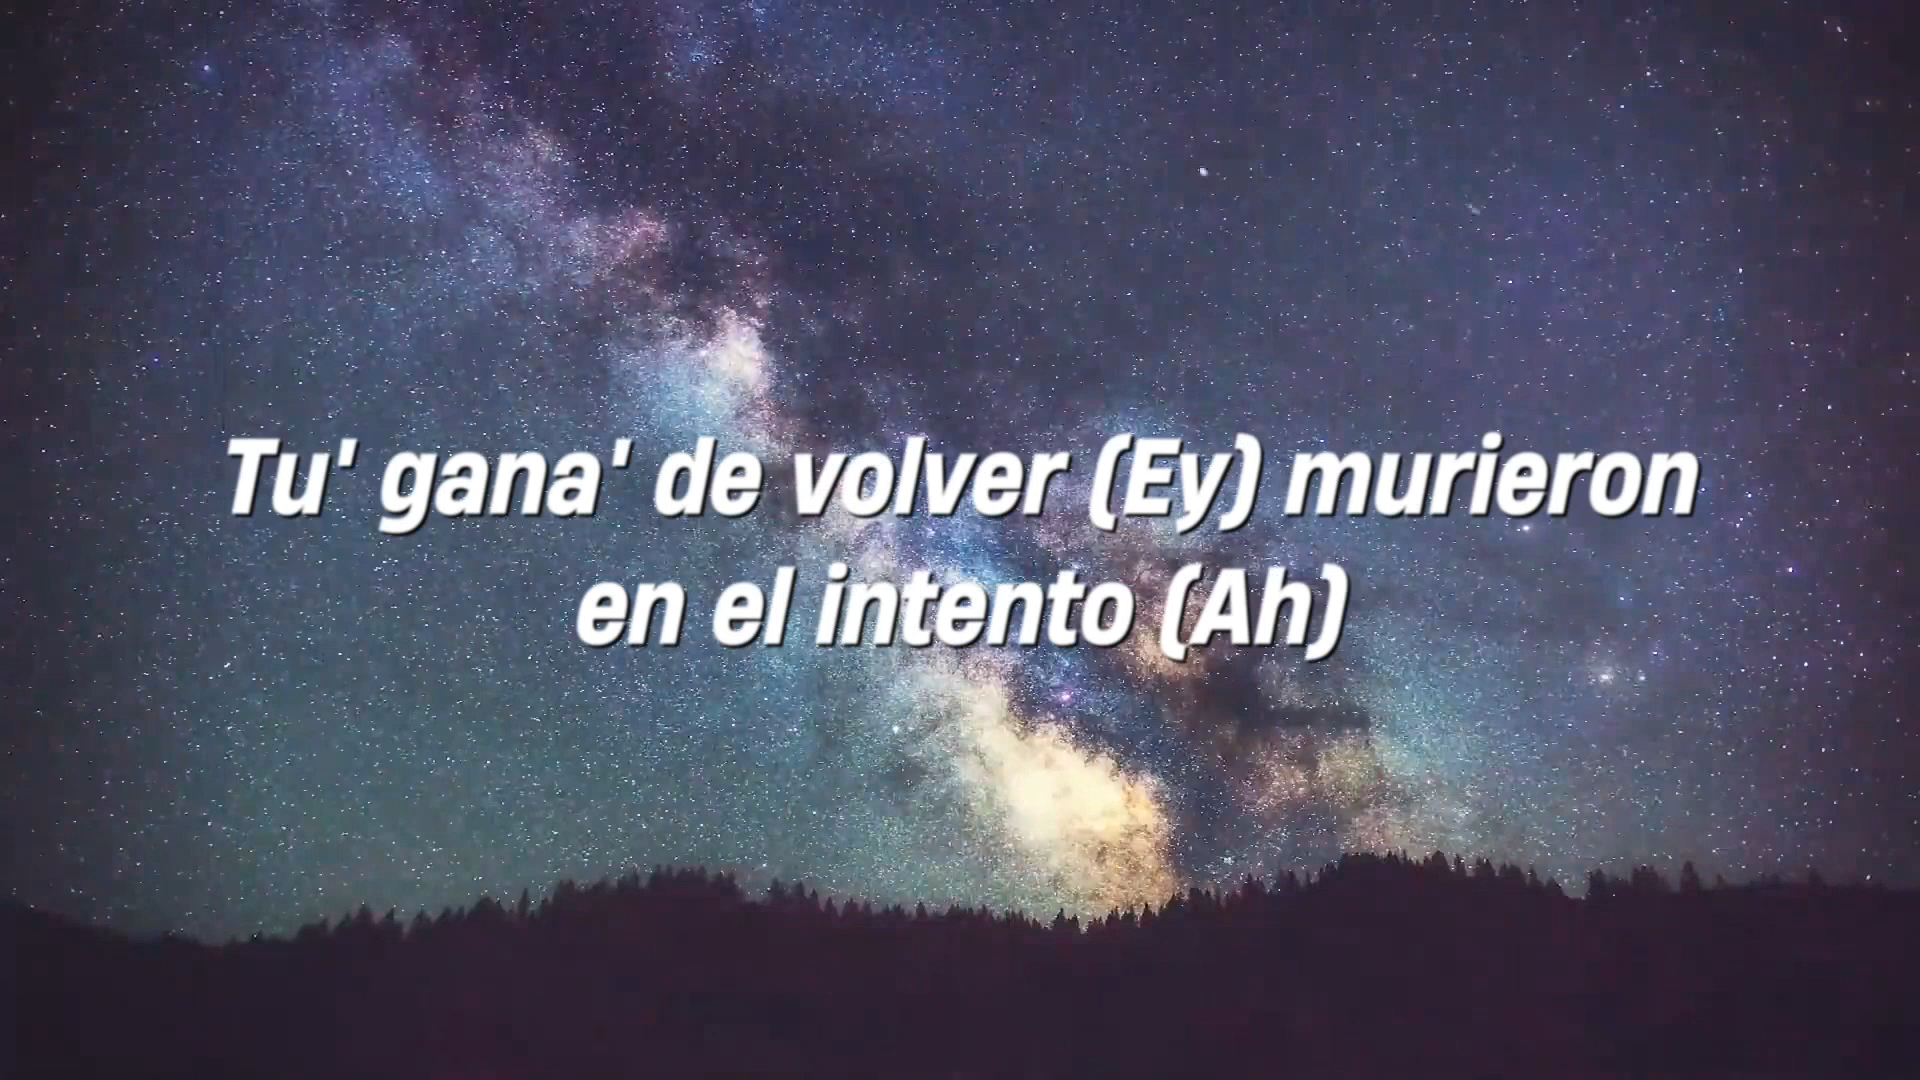 Tu' gana' de volver (Ey) murieron
en el intento (Ah)